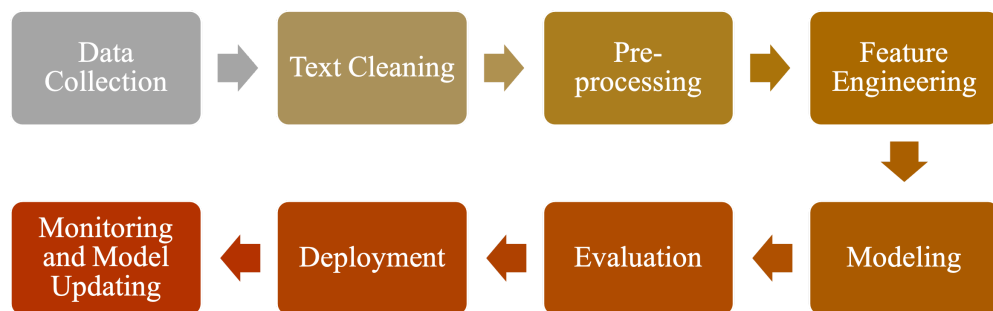 Data
Collection
Text Cleaning
Pre-
processing
Feature
Engineering
Modeling
Evaluation
Deployment
Monitoring
and Model
Updating